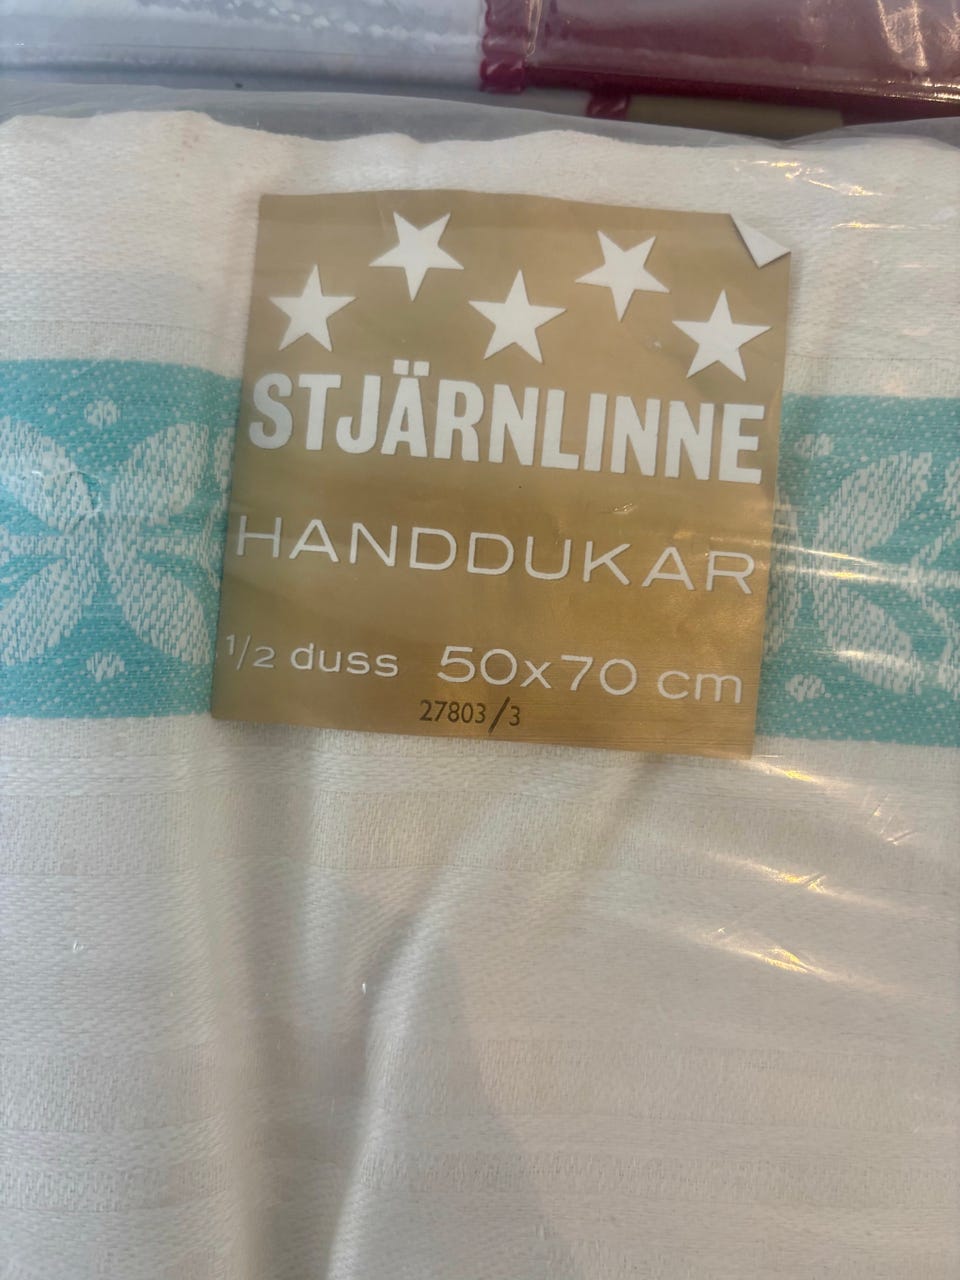 STJÄRNLINNE
HANDDUKAR
1/2 duss 50x70 cm
27803/3